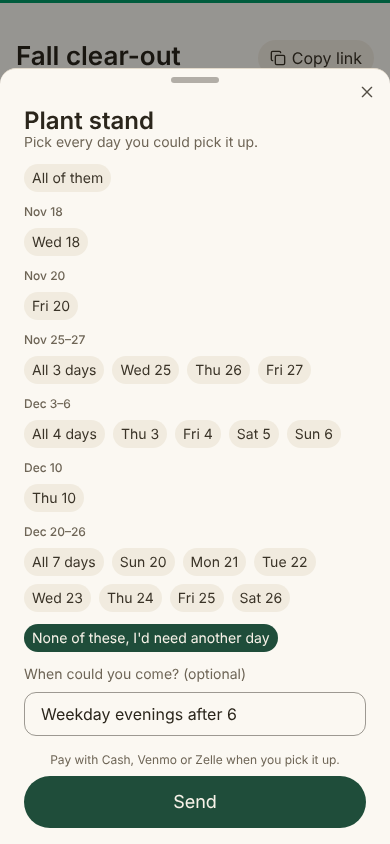 Fall clear-out
Copy link
Plant stand
Pick every day you could pick it up.
All of them
Nov 18
Wed 18
Nov 20
Fri 20
Nov 25–27
All 3 days Wed 25 Thu 26 Fri 27
Dec 3–6
All 4 days Thu 3 Fri 4 Sat 5 Sun 6
Dec 10
Thu 10
Dec 20–26
All 7 days Sun 20 Mon 21 Tue 22
Wed 23 Thu 24 Fri 25 Sat 26
None of these, I'd need another day
When could you come? (optional)
Weekday evenings after 6
Pay with Cash, Venmo or Zelle when you pick it up.
Send